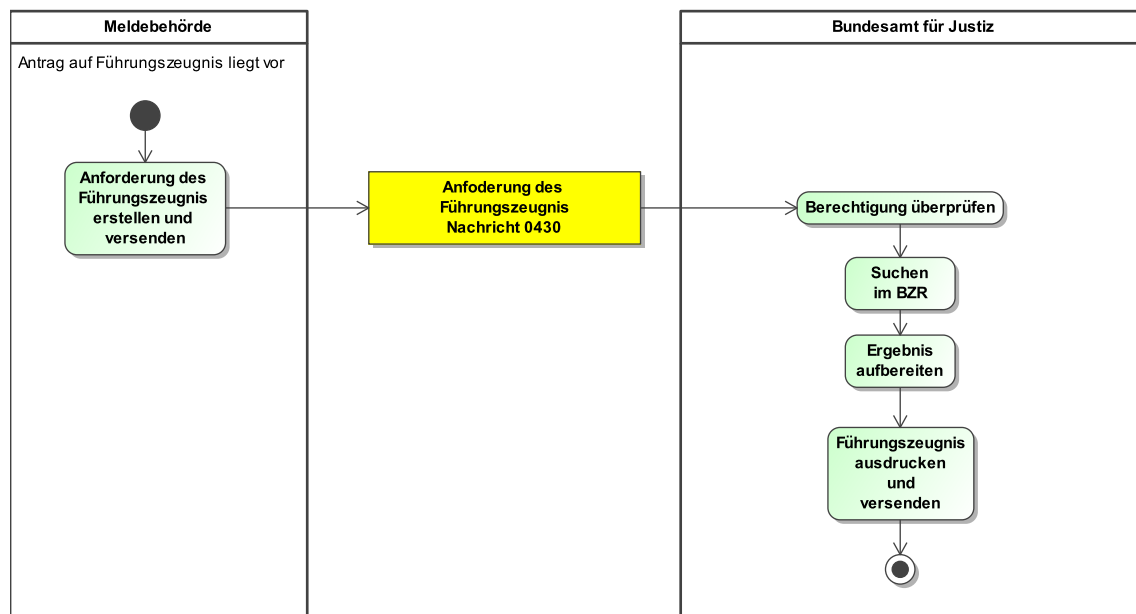 Meldebehörde
Bundesamt für Justiz
Antrag auf Führungszeugnis liegt vor
Anforderung des
Führungszeugnis
erstellen und
versenden
Anfoderung des
Führungszeugnis
Nachricht 0430
Berechtigung überprüfen
Suchen
im BZR
Ergebnis
aufbereiten
Führungszeugnis
ausdrucken
und
versenden